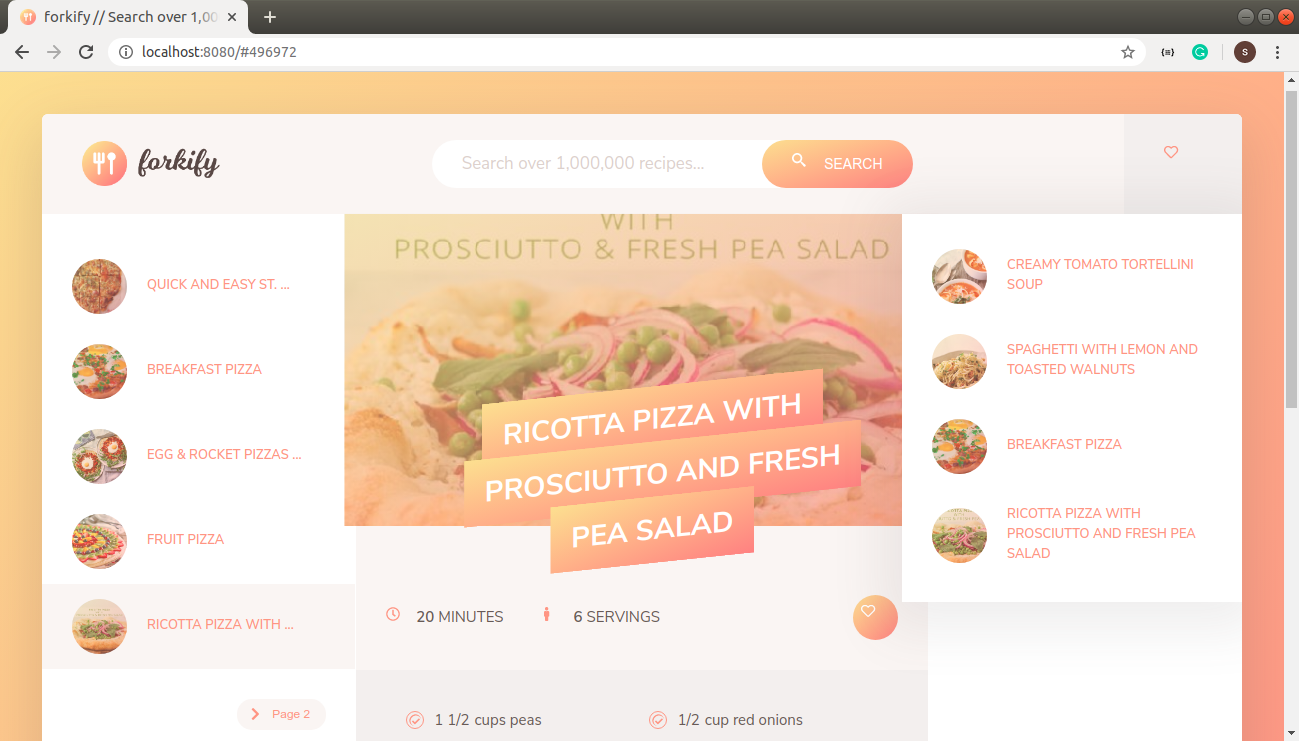 forkify // Search over 1,00
localhost:8080/#496972
S
forkify
Search over 1,000,000 recipes...
SEARCH
QUICK AND EASY ST. ...
BREAKFAST PIZZA
EGG & ROCKET PIZZAS ...
FRUIT PIZZA
RICOTTA PIZZA WITH ...
Page 2
WITH
PROSCIUTTO & FRESH PEA SALAD
RICOTTA PIZZA WITH
PROSCIUTTO AND FRESH
PEA SALAD
20 MINUTES
6 SERVINGS
1 1/2 cups peas
1/2 cup red onions
CREAMY TOMATO TORTELLINI
SOUP
SPAGHETTI WITH LEMON AND
TOASTED WALNUTS
BREAKFAST PIZZA
RICOTTA PIZZA WITH
PROSCIUTTO AND FRESH PEA
SALAD